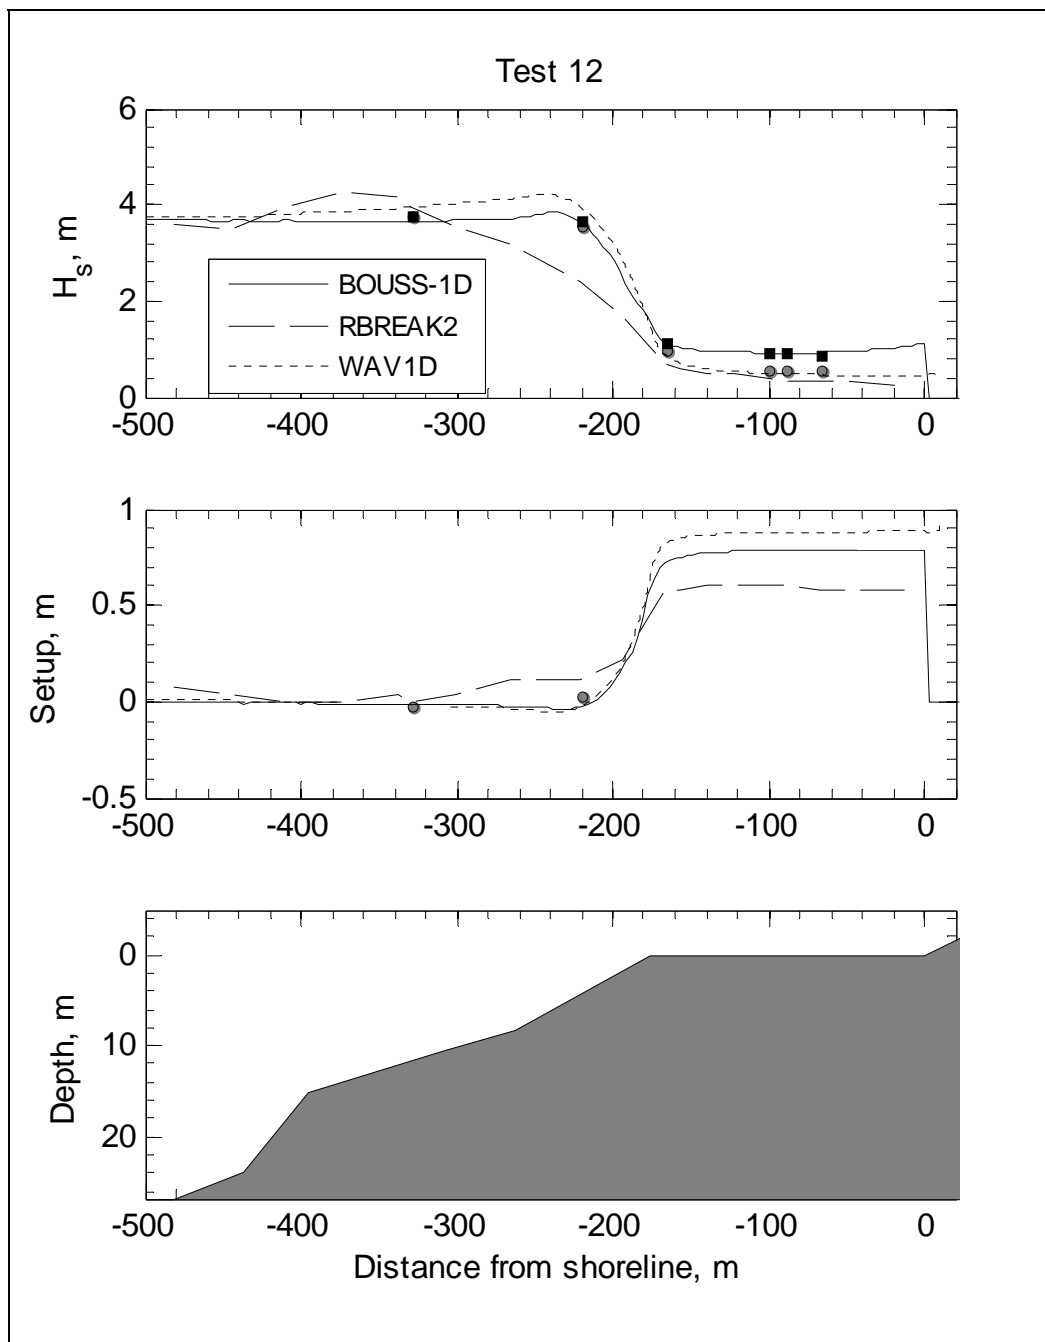 Test 12
6
4
2
0
H_s, m
BOUSS-1D
RBREAK2
WAV1D
-500 -400 -300 -200 -100 0
1
0.5
0
-0.5
Setup, m
-500 -400 -300 -200 -100 0
0
10
20
Depth, m
-500 -400 -300 -200 -100 0
Distance from shoreline, m